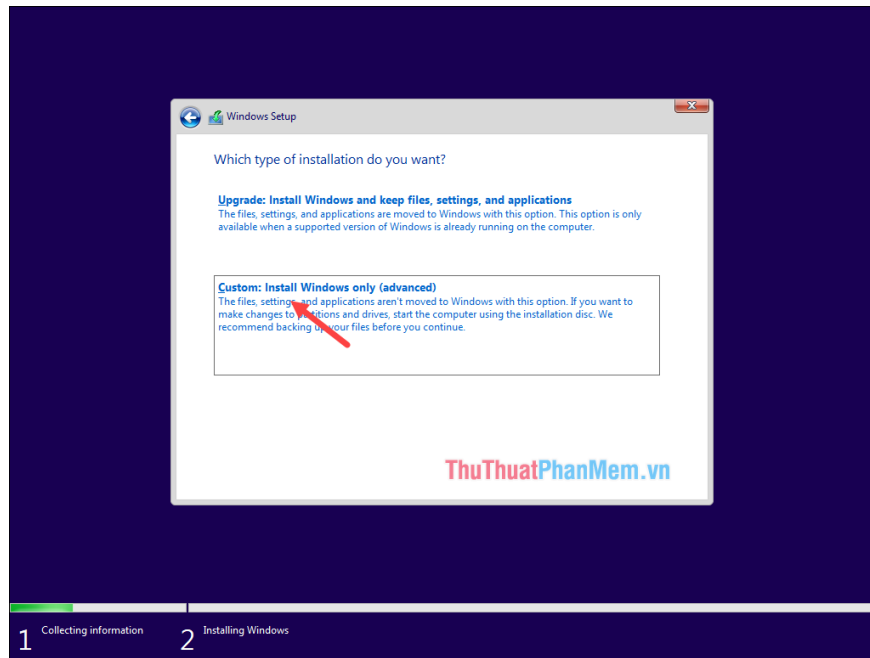 Windows Setup
Which type of installation do you want?
Upgrade: Install Windows and keep files, settings, and applications
The files, settings, and applications are moved to Windows with this option. This option is only
available when a supported version of Windows is already running on the computer.
Custom: Install Windows only (advanced)
The files, settings, and applications aren't moved to Windows with this option. If you want to
make changes to partitions and drives, start the computer using the installation disc. We
recommend backing up your files before you continue.
ThuThuatPhanMem.vn
1 Collecting information
2 Installing Windows